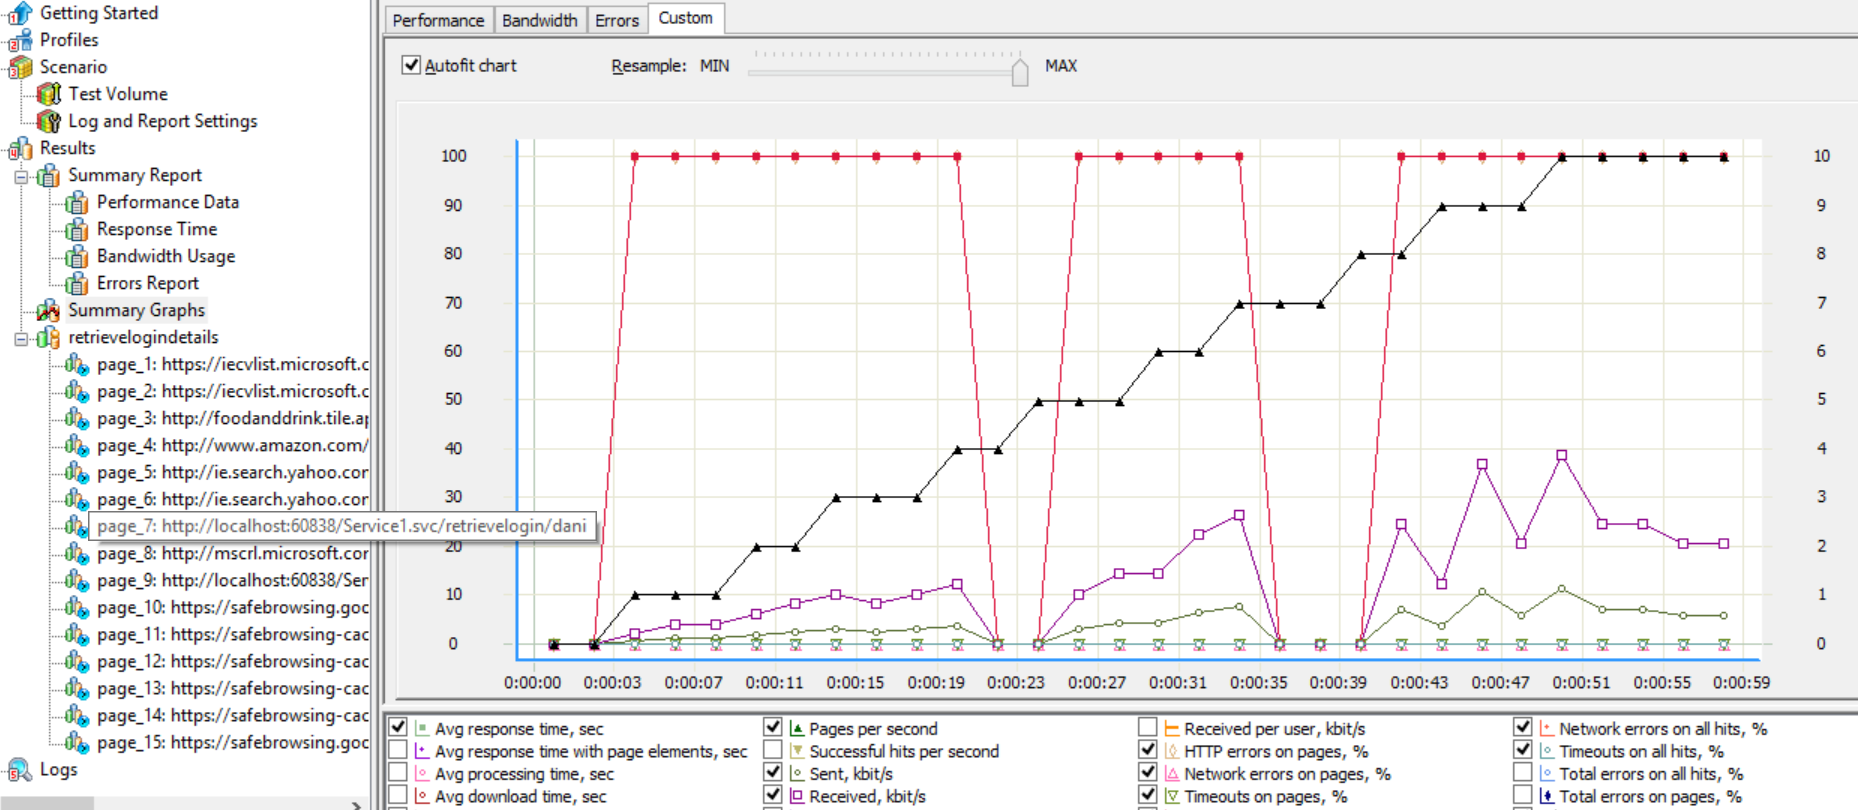 Getting Started
Profiles
Scenario
Test Volume
Log and Report Settings
Results
Summary Report
Performance Data
Response Time
Bandwidth Usage
Errors Report
Summary Graphs
retrievelogindetails
page_1: https://iecvlist.microsoft.c
page_2: https://iecvlist.microsoft.c
page_3: http://foodanddrink.tile.ap
page_4: http://www.amazon.com/
page_5: http://ie.search.yahoo.cor
page_6: http://ie.search.yahoo.cor
page_7: http://localhost:60838/Service1.svc/retrievelogin/dani
page_8: http://mscrl.microsoft.cor
page_9: http://localhost:60838/Ser
page_10: https://safebrowsing.goc
page_11: https://safebrowsing-cac
page_12: https://safebrowsing-cac
page_13: https://safebrowsing-cac
page_14: https://safebrowsing-cac
page_15: https://safebrowsing.goc
Logs
Performance Bandwidth Errors Custom
Autofit chart Resample: MIN MAX
100 10
90 9
80 8
70 7
60 6
50 5
40 4
30 3
20 2
10 1
0 0
0:00:00 0:00:03 0:00:07 0:00:11 0:00:15 0:00:19 0:00:23 0:00:27 0:00:31 0:00:35 0:00:39 0:00:43 0:00:47 0:00:51 0:00:55 0:00:59
Avg response time, sec Pages per second Received per user, kbit/s Network errors on all hits, %
Avg response time with page elements, sec Successful hits per second HTTP errors on pages, % Timeouts on all hits, %
Avg processing time, sec Sent, kbit/s Network errors on pages, % Total errors on all hits, %
Avg download time, sec Received, kbit/s Timeouts on pages, % Total errors on pages, %